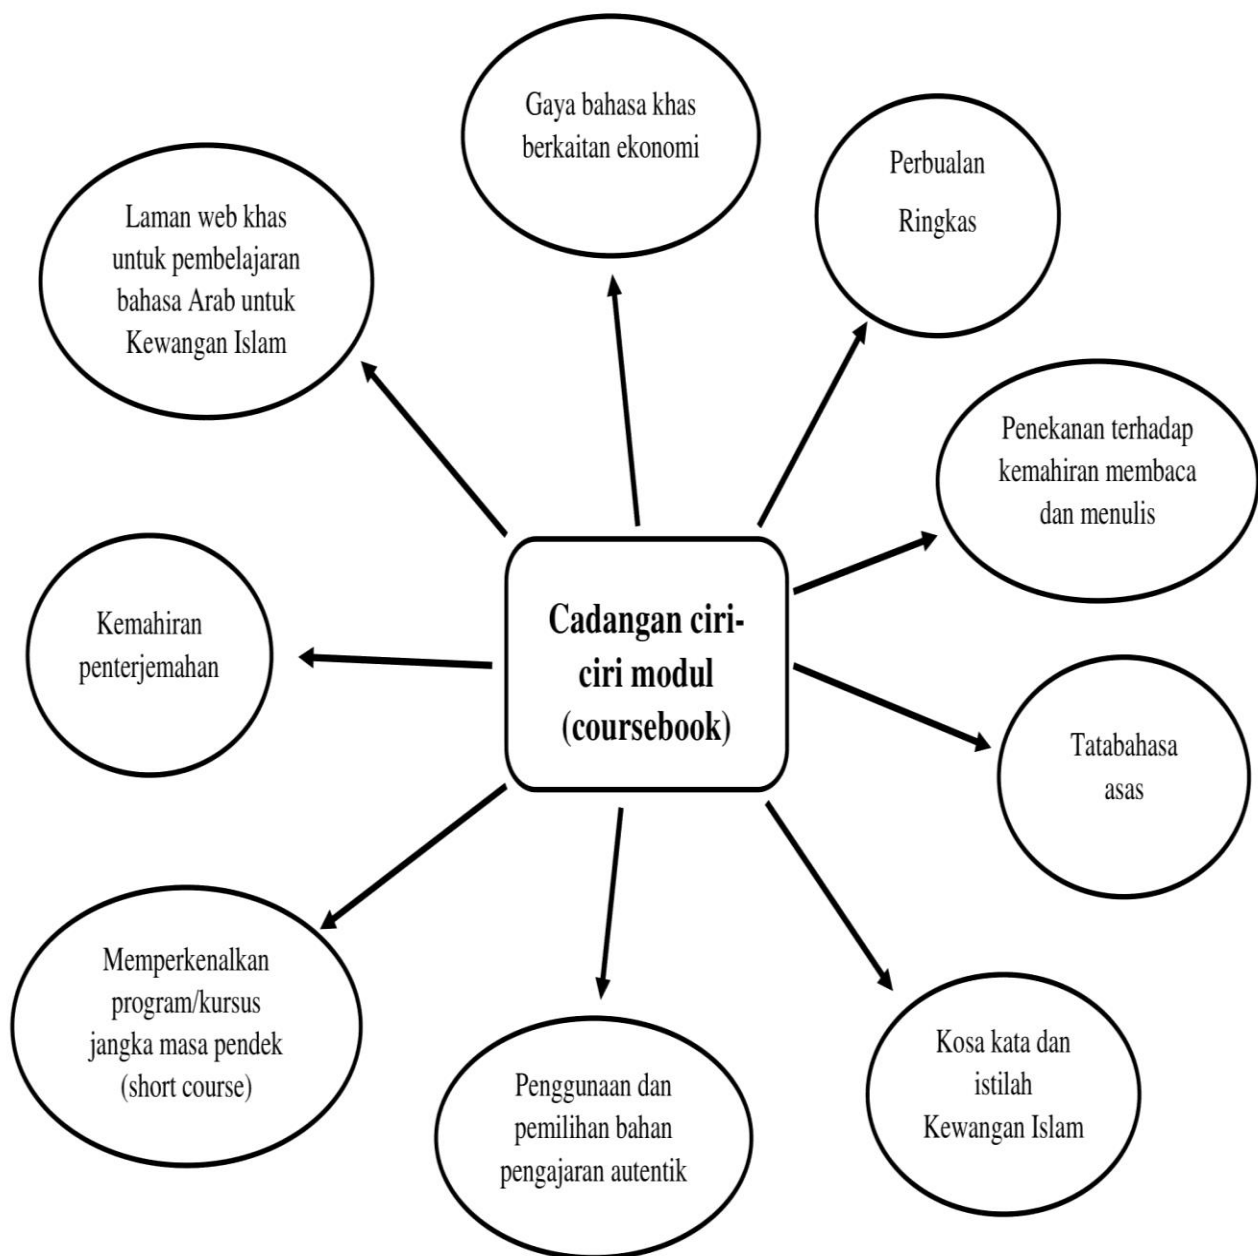 Gaya bahasa khas
berkaitan ekonomi
Perbualan
Ringkas
Laman web khas
untuk pembelajaran
bahasa Arab untuk
Kewangan Islam
Penekanan terhadap
kemahiran membaca
dan menulis
Cadangan ciri-
ciri modul
(coursebook)
Kemahiran
penterjemahan
Tatabahasa
asas
Memperkenalkan
program/kursus
jangka masa pendek
(short course)
Penggunaan dan
pemilihan bahan
pengajaran autentik
Kosa kata dan
istilah
Kewangan Islam